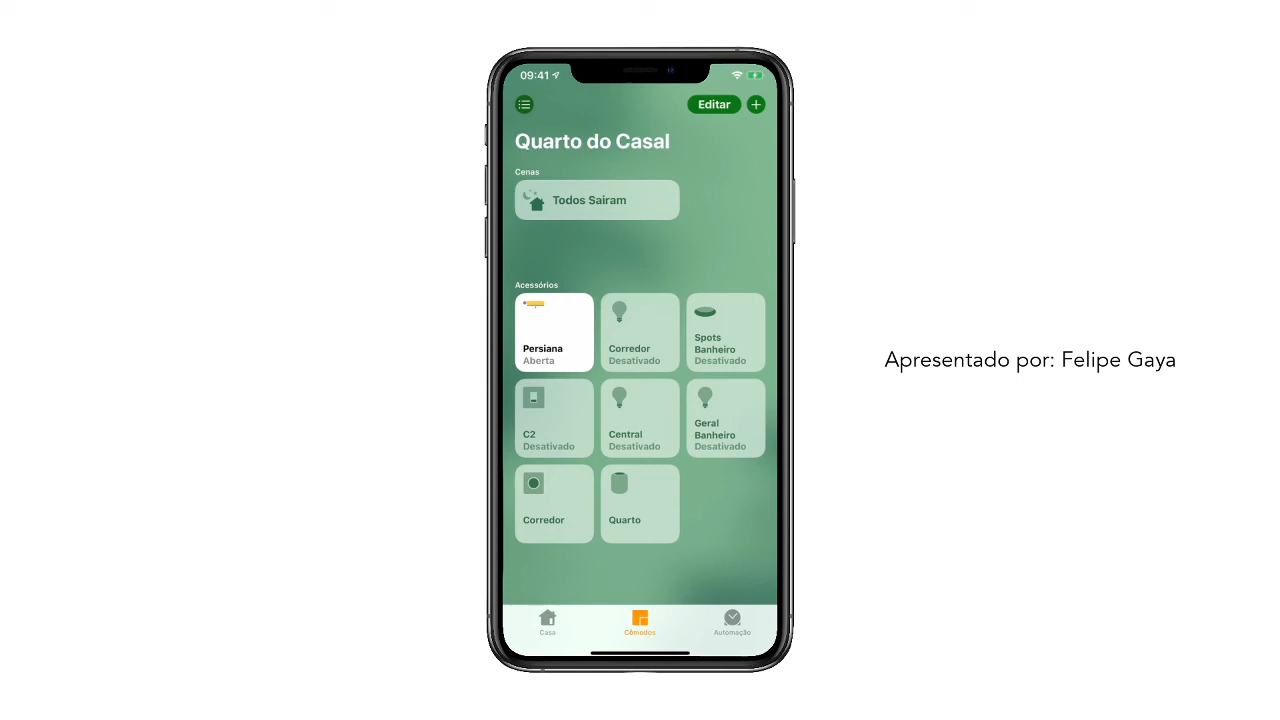 09:41
Editar
Quarto do Casal
Cenas
Todos Sairam
Acessórios
Persiana
Aberta
Corredor
Desativado
Spots
Banheiro
Desativado
C2
Desativado
Central
Desativado
Geral
Banheiro
Desativado
Corredor
Quarto
Casa
Cômodos
Automação
Apresentado por: Felipe Gaya